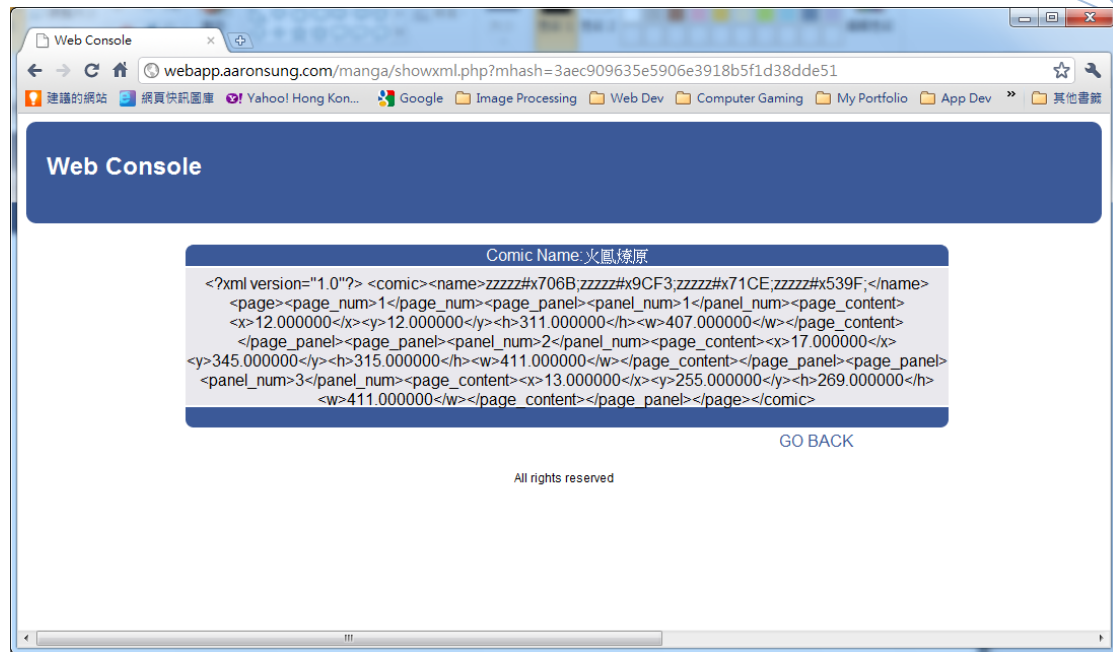 Web Console
webapp.aaronsung.com/manga/showxml.php?mhash=3aec909635e5906e3918b5f1d38dde51
建議的網站 網頁快訊圖庫 Yahoo! Hong Kon... Google Image Processing Web Dev Computer Gaming My Portfolio App Dev » 其他書籤
Web Console
Comic Name:火鳳燎原
<?xml version="1.0"?> <comic><name>zzzzz#x706B;zzzzz#x9CF3;zzzzz#x71CE;zzzzz#x539F;</name>
<page><page_num>1</page_num><page_panel><panel_num>1</panel_num><page_content>
<x>12.000000</x><y>12.000000</y><h>311.000000</h><w>407.000000</w></page_content>
</page_panel><page_panel><panel_num>2</panel_num><page_content><x>17.000000</x>
<y>345.000000</y><h>315.000000</h><w>411.000000</w></page_content></page_panel><page_panel>
<panel_num>3</panel_num><page_content><x>13.000000</x><y>255.000000</y><h>269.000000</h>
<w>411.000000</w></page_content></page_panel></page></comic>
GO BACK
All rights reserved